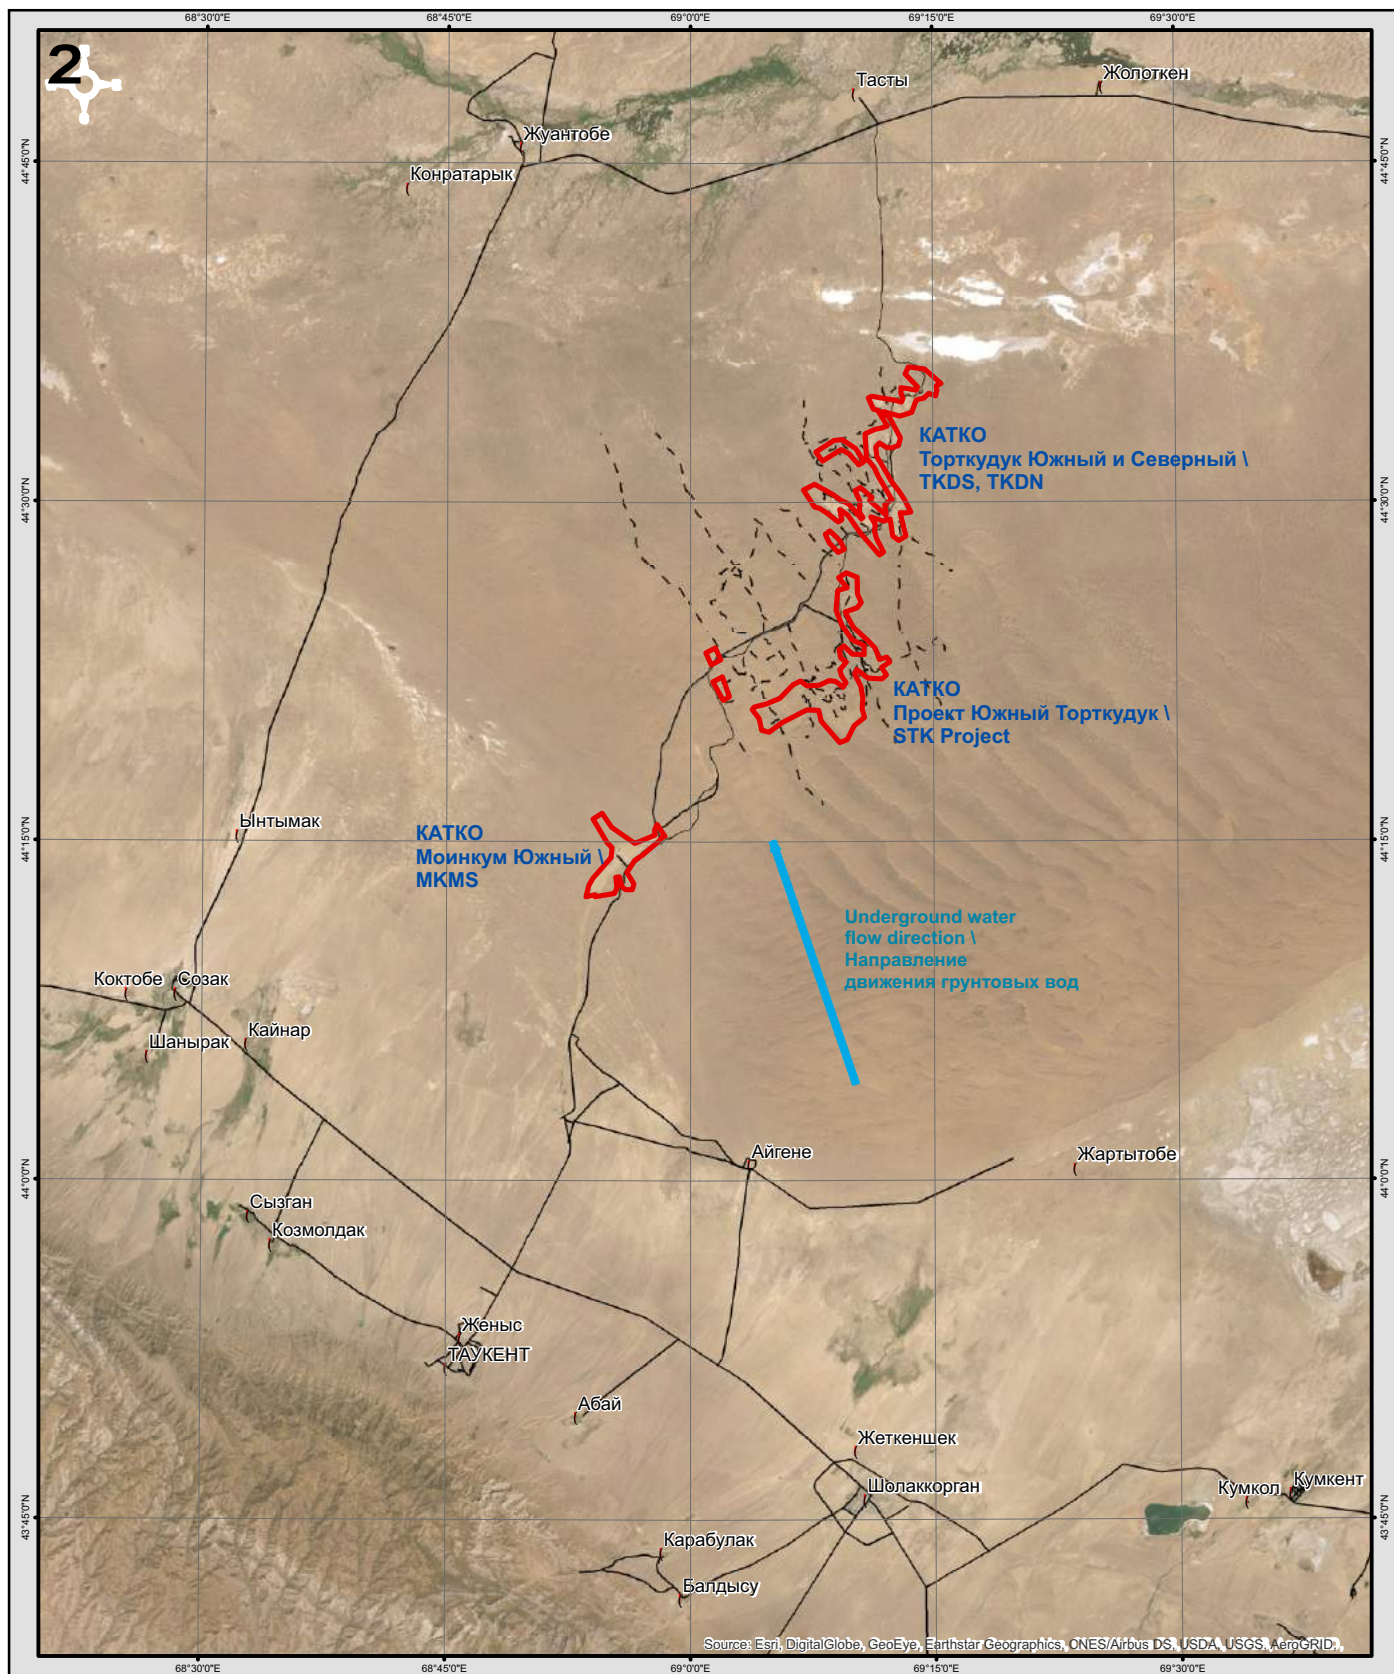 68°30'0"E
68°45'0"E
69°0'0"E
69°15'0"E
69°30'0"E
2
Тасты
Жолоткен
Жуантобе
44°45'0"N
44°45'0"N
Конратарык
КАТКО
Торткудук Южный и Северный \
TKDS, TKDN
44°30'0"N
44°30'0"N
КАТКО
Проект Южный Торткудук \
STK Project
Ынтымак
44°15'0"N
44°15'0"N
КАТКО
Моинкум Южный \
MKMS
Underground water
flow direction \
Направление
движения грунтовых вод
Коктобе
Созак
Кайнар
Шанырак
Айгене
Жартытобе
44°0'0"N
44°0'0"N
Сызган
Козмолдак
Женыс
ТАУКЕНТ
Абай
Жеткеншек
Шолаккорган
Кумкол
Кумкент
43°45'0"N
43°45'0"N
Карабулак
Балдысу
Source: Esri, DigitalGlobe, GeoEye, Earthstar Geographics, CNES/Airbus DS, USDA, USGS, AeroGRID,
68°30'0"E
68°45'0"E
69°0'0"E
69°15'0"E
69°30'0"E